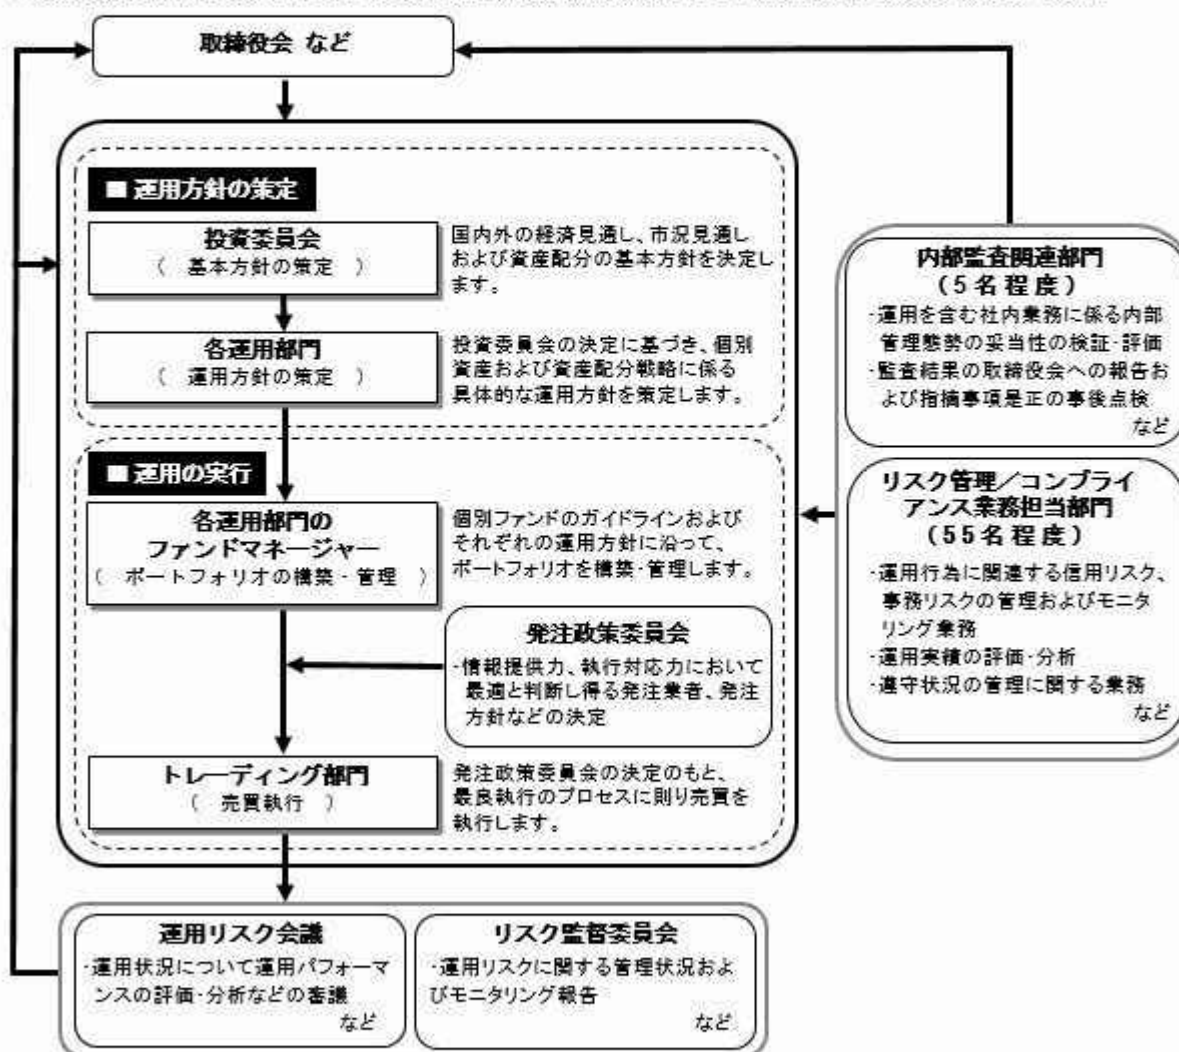 取締役会 など
■ 運用方針の策定
投資委員会
( 基本方針の策定 )
国内外の経済見通し、市況見通し
および資産配分の基本方針を決定し
ます。
各運用部門
( 運用方針の策定 )
投資委員会の決定に基づき、個別
資産および資産配分戦略に係る
具体的な運用方針を策定します。
■ 運用の実行
各運用部門の
ファンドマネージャー
( ポートフォリオの構築・管理 )
個別ファンドのガイドラインおよび
それぞれの運用方針に沿って、
ポートフォリオを構築・管理します。
発注政策委員会
・情報提供力、執行対応力において
最適と判断し得る発注業者、発注
方針などの決定
トレーディング部門
( 売買執行 )
発注政策委員会の決定のもと、
最良執行のプロセスに則り売買を
執行します。
内部監査関連部門
(5名程度)
・運用を含む社内業務に係る内部
管理態勢の妥当性の検証・評価
・監査結果の取締役会への報告お
よび指摘事項是正の事後点検
など
リスク管理/コンプライ
アンス業務担当部門
(55名程度)
・運用行為に関連する信用リスク、
事務リスクの管理およびモニタ
リング業務
・運用実績の評価・分析
・遵守状況の管理に関する業務
など
運用リスク会議
・運用状況について運用パフォーマ
ンスの評価・分析などの審議
など
リスク監督委員会
・運用リスクに関する管理状況およ
びモニタリング報告
など